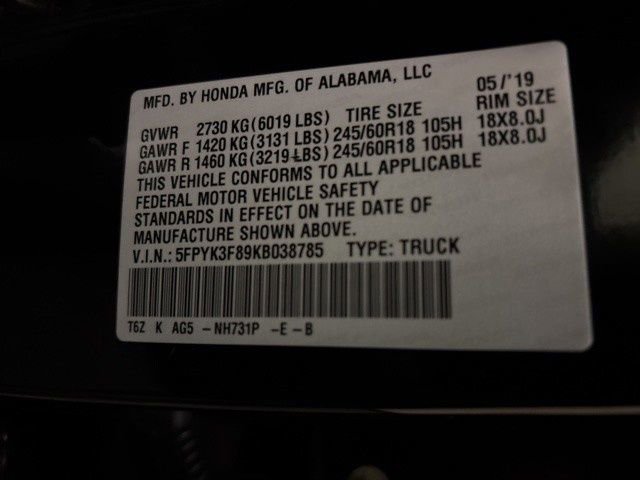 MFD. BY HONDA MFG. OF ALABAMA, LLC 05/'19
GVWR 2730 KG(6019 LBS) TIRE SIZE RIM SIZE
GAWR F 1420 KG(3131 LBS) 245/60R18 105H 18X8.0J
GAWR R 1460 KG(3219 LBS) 245/60R18 105H 18X8.0J
THIS VEHICLE CONFORMS TO ALL APPLICABLE
FEDERAL MOTOR VEHICLE SAFETY
STANDARDS IN EFFECT ON THE DATE OF
MANUFACTURE SHOWN ABOVE.
V.I.N.: 5FPYK3F89KB038785 TYPE: TRUCK
T6Z K AG5 -NH731P -E -B